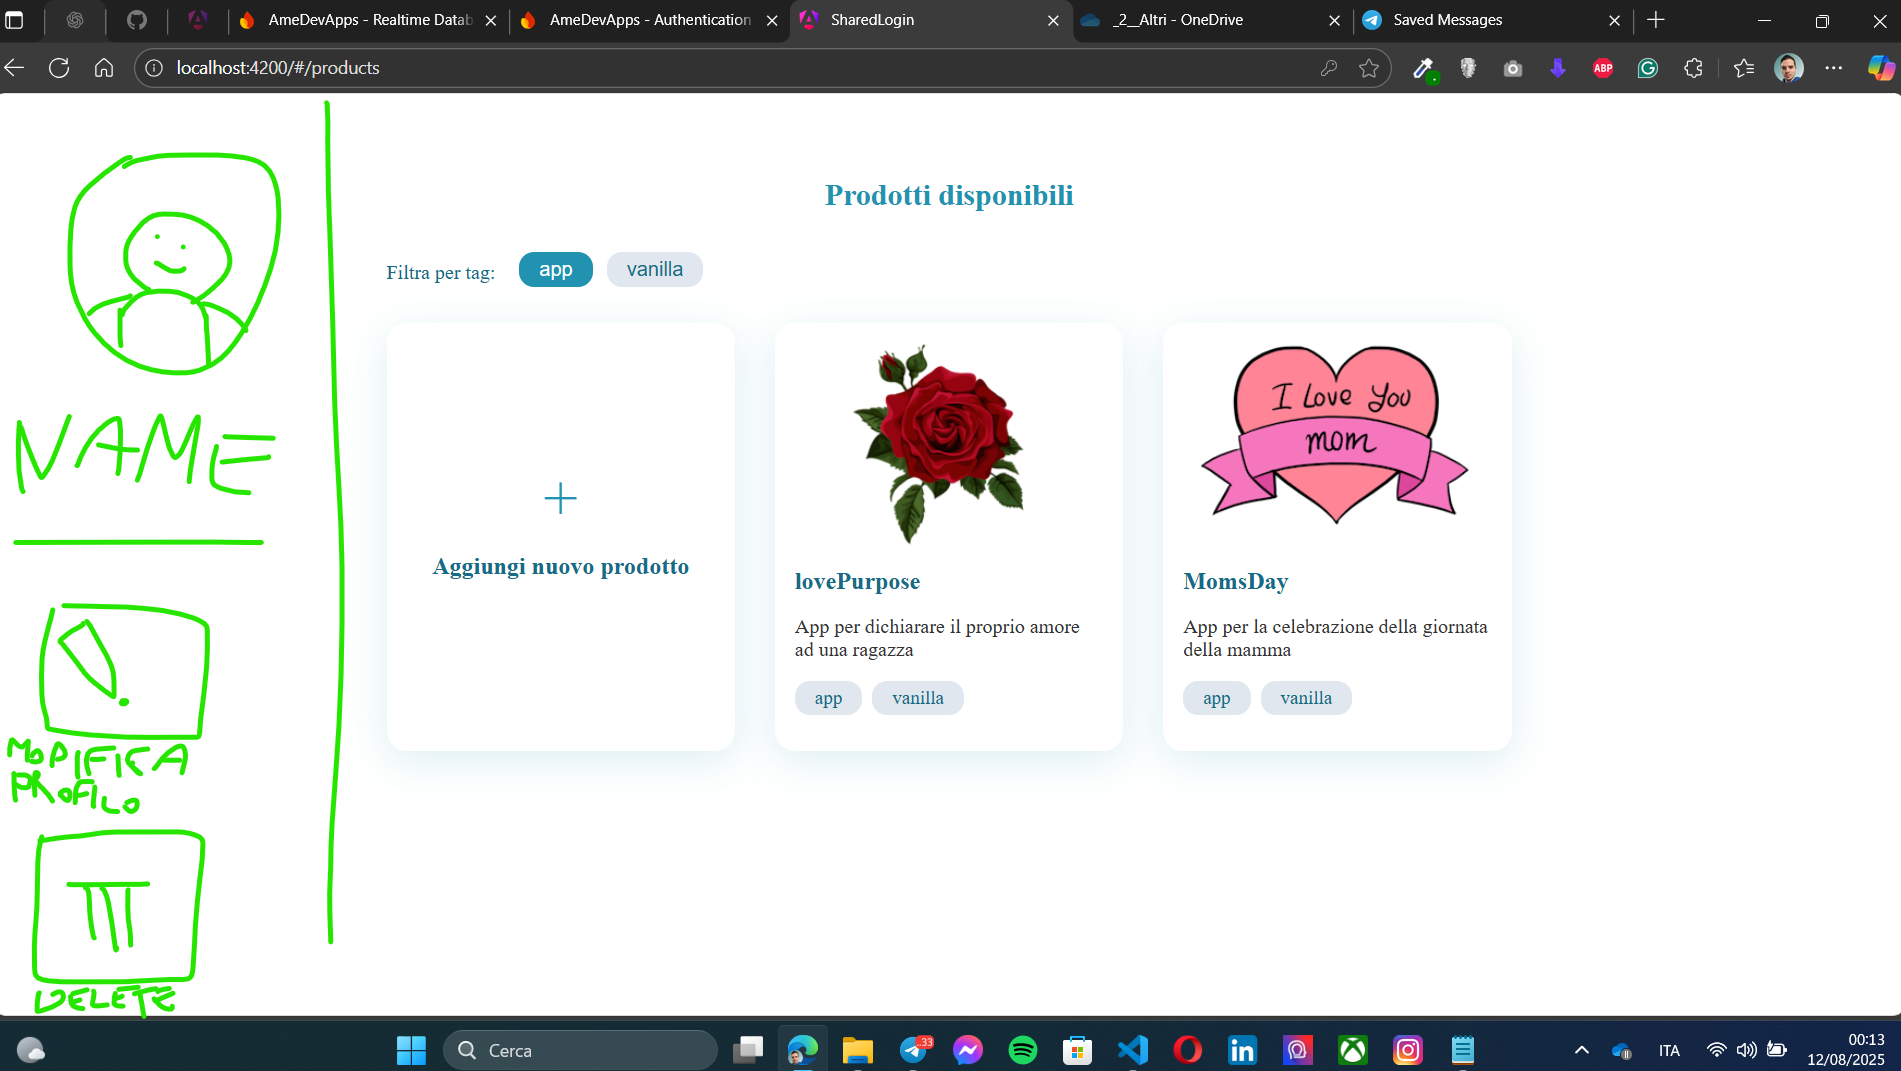 AmeDevApps - Realtime Datab
AmeDevApps - Authentication
SharedLogin
_2__Altri - OneDrive
Saved Messages
localhost:4200/#/products
ABP
Prodotti disponibili
Filtra per tag:
app
vanilla
NAME
MODIFICA
PROFILO
DELETE
Aggiungi nuovo prodotto
lovePurpose
App per dichiarare il proprio amore
ad una ragazza
app
vanilla
I Love You
mom
MomsDay
App per la celebrazione della giornata
della mamma
app
vanilla
Cerca
33
ITA
00:13
12/08/2025